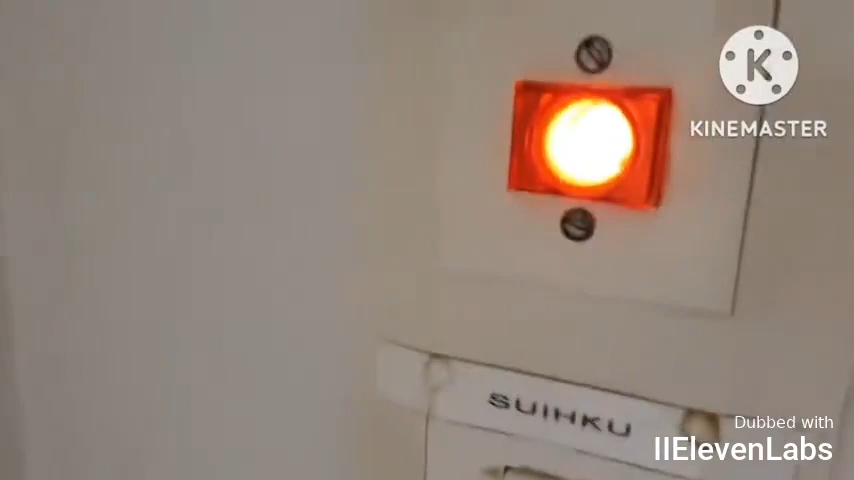 K
KINEMASTER
SUIHKU
Dubbed with
IIElevenLabs